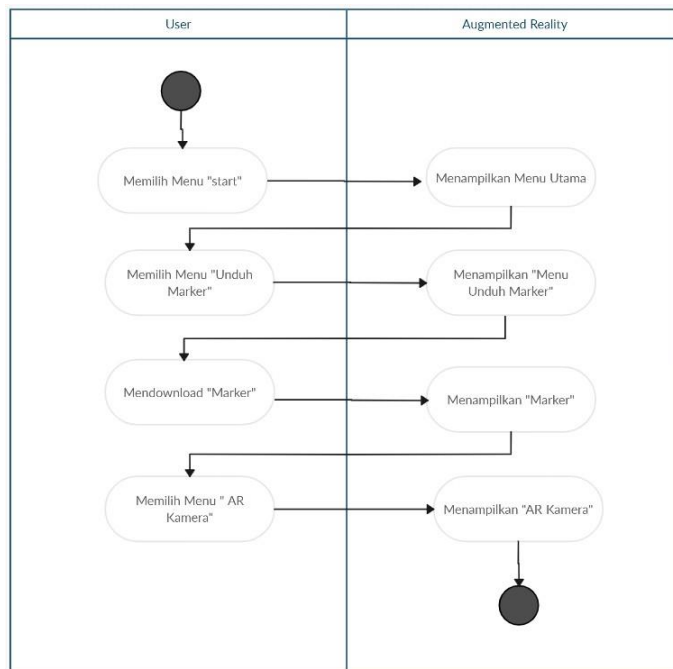 User
Augmented Reality
Memilih Menu "start"
Menampilkan Menu Utama
Memilih Menu "Unduh
Marker"
Menampilkan "Menu
Unduh Marker"
Mendownload "Marker"
Menampilkan "Marker"
Memilih Menu " AR
Kamera"
Menampilkan "AR Kamera"